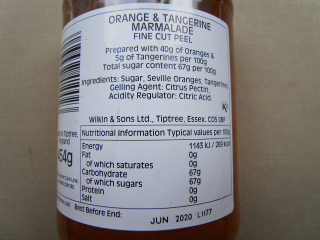 ORANGE & TANGERINE
MARMALADE
FINE CUT PEEL
Prepared with 40g of Oranges &
5g of Tangerines per 100g
Total sugar content 67g per 100g
Ingredients: Sugar, Seville Oranges, Tangerines,
Gelling Agent: Citrus Pectin,
Acidity Regulator: Citric Acid.
Wilkin & Sons Ltd., Tiptree, Essex. CO5 0RF
Tiptree,
454g
Nutritional Information Typical values per 100g
Energy 1143 kJ / 269 kcal
Fat 0g
of which saturates 0g
Carbohydrate 67g
of which sugars 67g
Protein 0g
Salt 0g
Best Before End:
JUN 2020 L1177